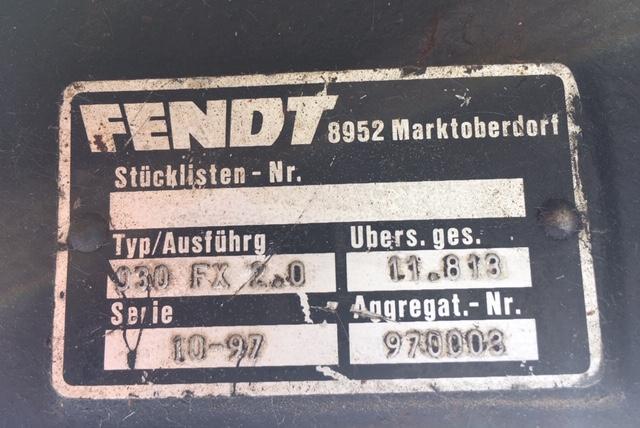 FENDT 8952 Marktoberdorf
Stücklisten - Nr.
Typ/Ausführg Übers. ges.
930 FX 2.0 11.813
Serie Aggregat.- Nr.
10-97 970003